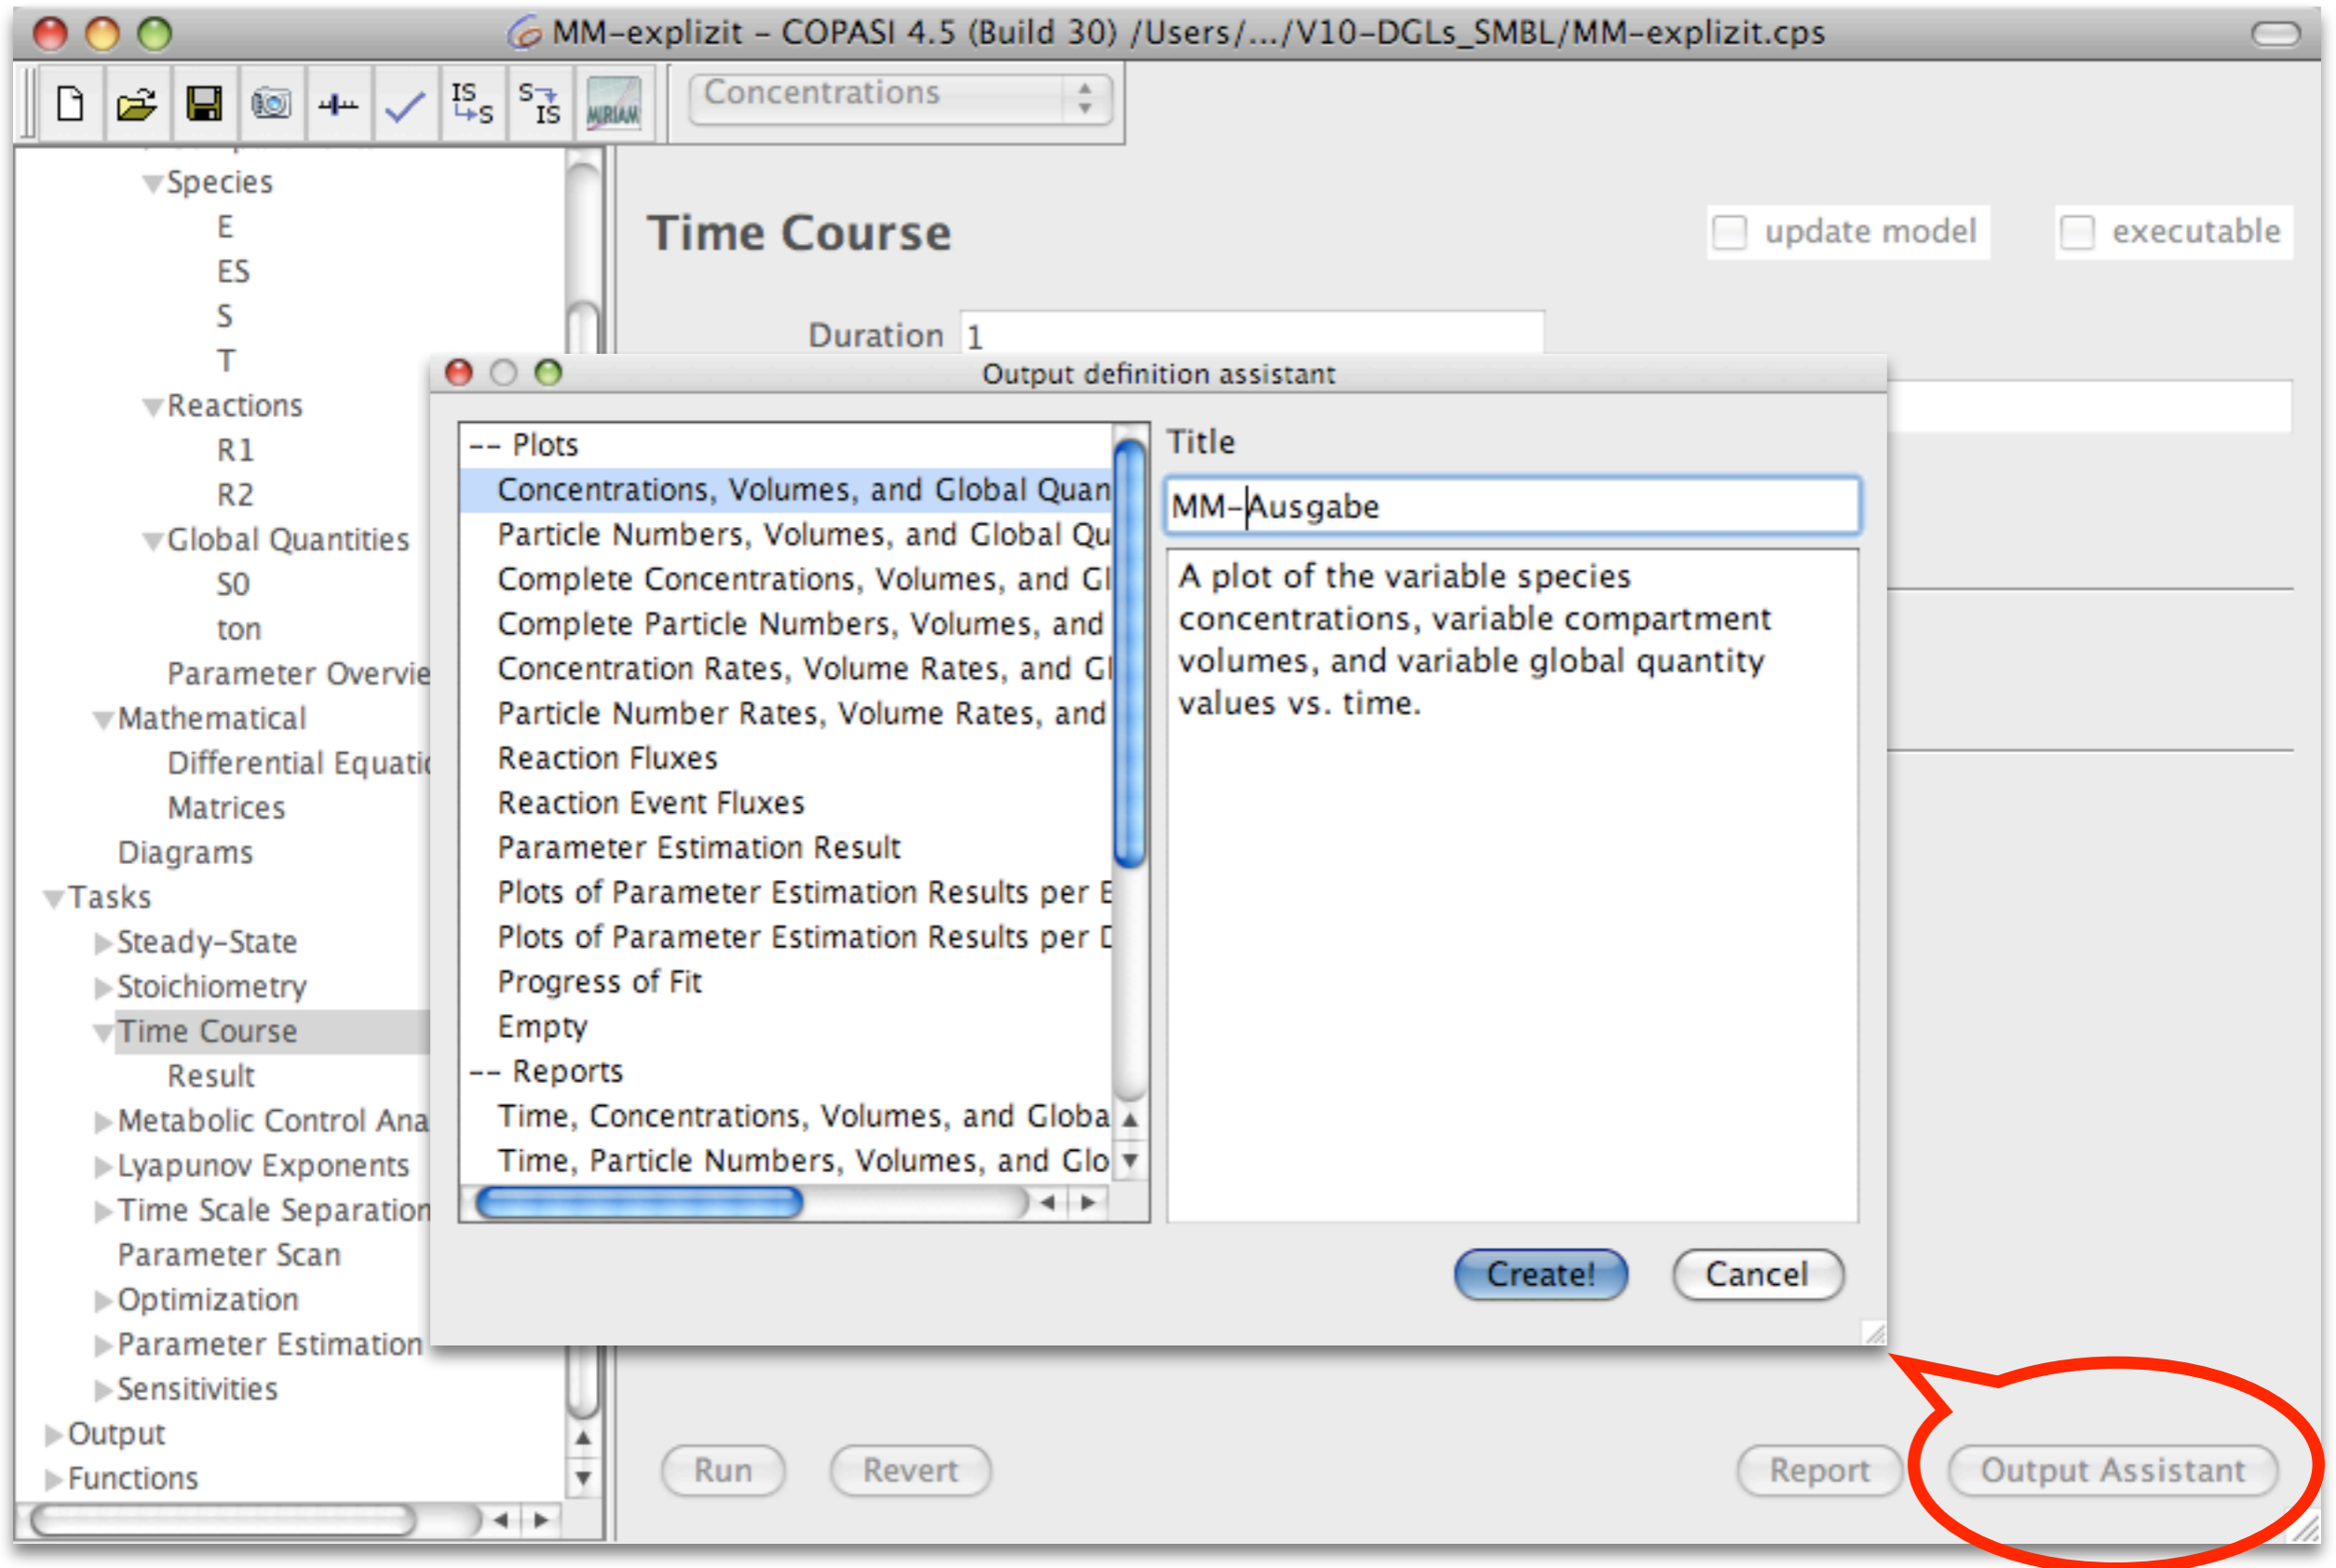 MM-explizit - COPASI 4.5 (Build 30) /Users/.../V10-DGLs_SMBL/MM-explizit.cps
IS
S
S
IS
MIRIAM
Concentrations
Species
E
ES
S
T
Reactions
R1
R2
Global Quantities
S0
ton
Parameter Overvie
Mathematical
Differential Equatio
Matrices
Diagrams
Tasks
Steady-State
Stoichiometry
Time Course
Result
Metabolic Control Ana
Lyapunov Exponents
Time Scale Separation
Parameter Scan
Optimization
Parameter Estimation
Sensitivities
Output
Functions
Time Course
update model
executable
Duration 1
Output definition assistant
-- Plots
Concentrations, Volumes, and Global Quan
Particle Numbers, Volumes, and Global Qu
Complete Concentrations, Volumes, and Gl
Complete Particle Numbers, Volumes, and
Concentration Rates, Volume Rates, and Gl
Particle Number Rates, Volume Rates, and
Reaction Fluxes
Reaction Event Fluxes
Parameter Estimation Result
Plots of Parameter Estimation Results per E
Plots of Parameter Estimation Results per D
Progress of Fit
Empty
-- Reports
Time, Concentrations, Volumes, and Globa
Time, Particle Numbers, Volumes, and Glo
Title
MM-Ausgabe
A plot of the variable species
concentrations, variable compartment
volumes, and variable global quantity
values vs. time.
Create!
Cancel
Run
Revert
Report
Output Assistant